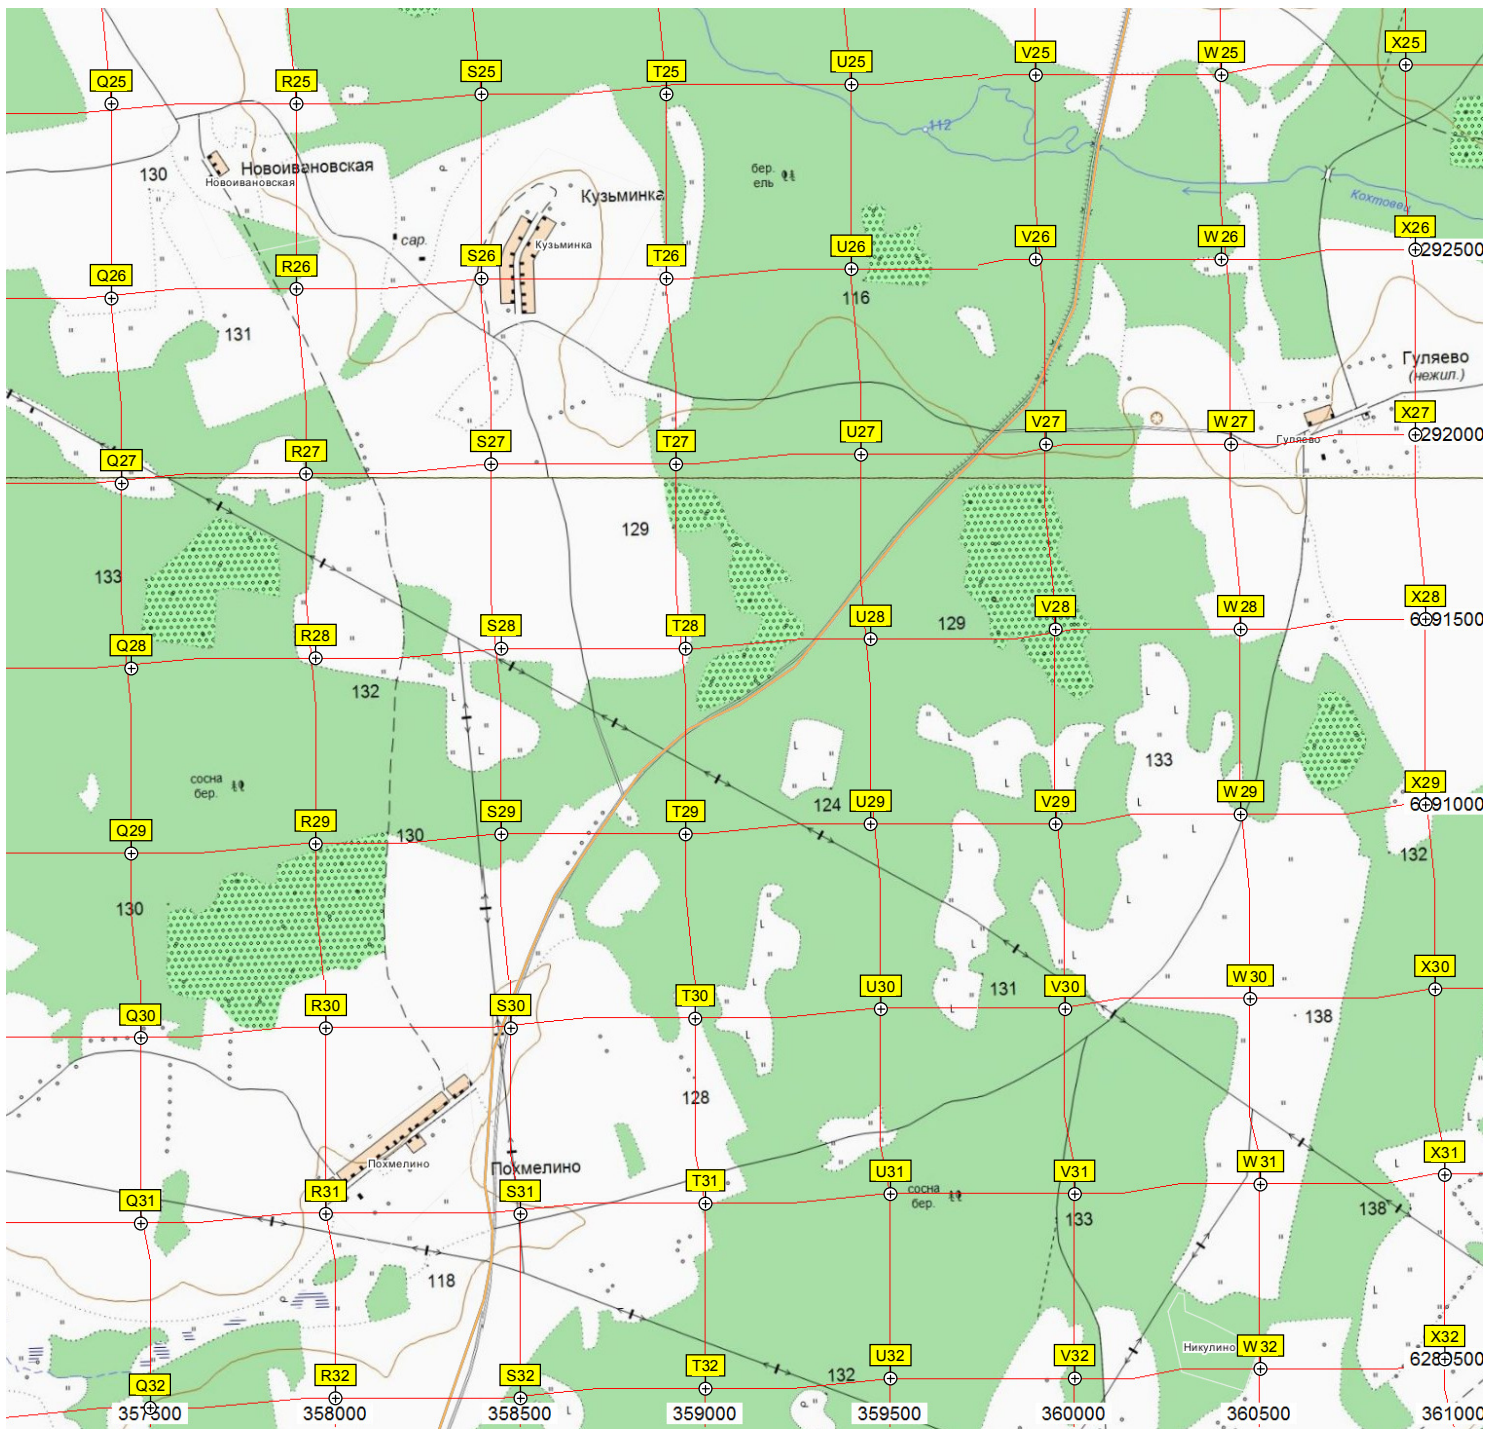 Q25
R25
S25
T25
U25
V25
W25
X25
112
130
Новоивановская
Новоивановская
бер.
ель
Кузьминка
Кузьминка
сар.
Кохтовец
Q26
R26
S26
T26
U26
V26
W26
X26
292500
116
131
Гуляево
(нежил.)
Гуляево
Q27
R27
S27
T27
U27
V27
W27
X27
292000
129
133
129
Q28
R28
S28
T28
U28
V28
W28
X28
132
133
сосна
бер.
124
Q29
R29
S29
T29
U29
V29
W29
X29
130
132
130
131
Q30
R30
S30
T30
U30
V30
W30
X30
138
128
Похмелино
Похмелино
Q31
R31
S31
T31
U31
V31
W31
X31
сосна
бер.
133
138
118
Никулино
132
Q32
R32
S32
T32
U32
V32
W32
X32
357000
358000
358500
359000
359500
360000
360500
361000